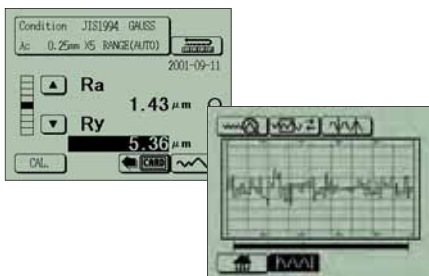 Condition JIS1994 GAUSS
λc 0.25mm X5 RANGE(AUTO)
2001-09-11
Ra
1.43 μm
Ry
5.36 μm
CAL. CARD